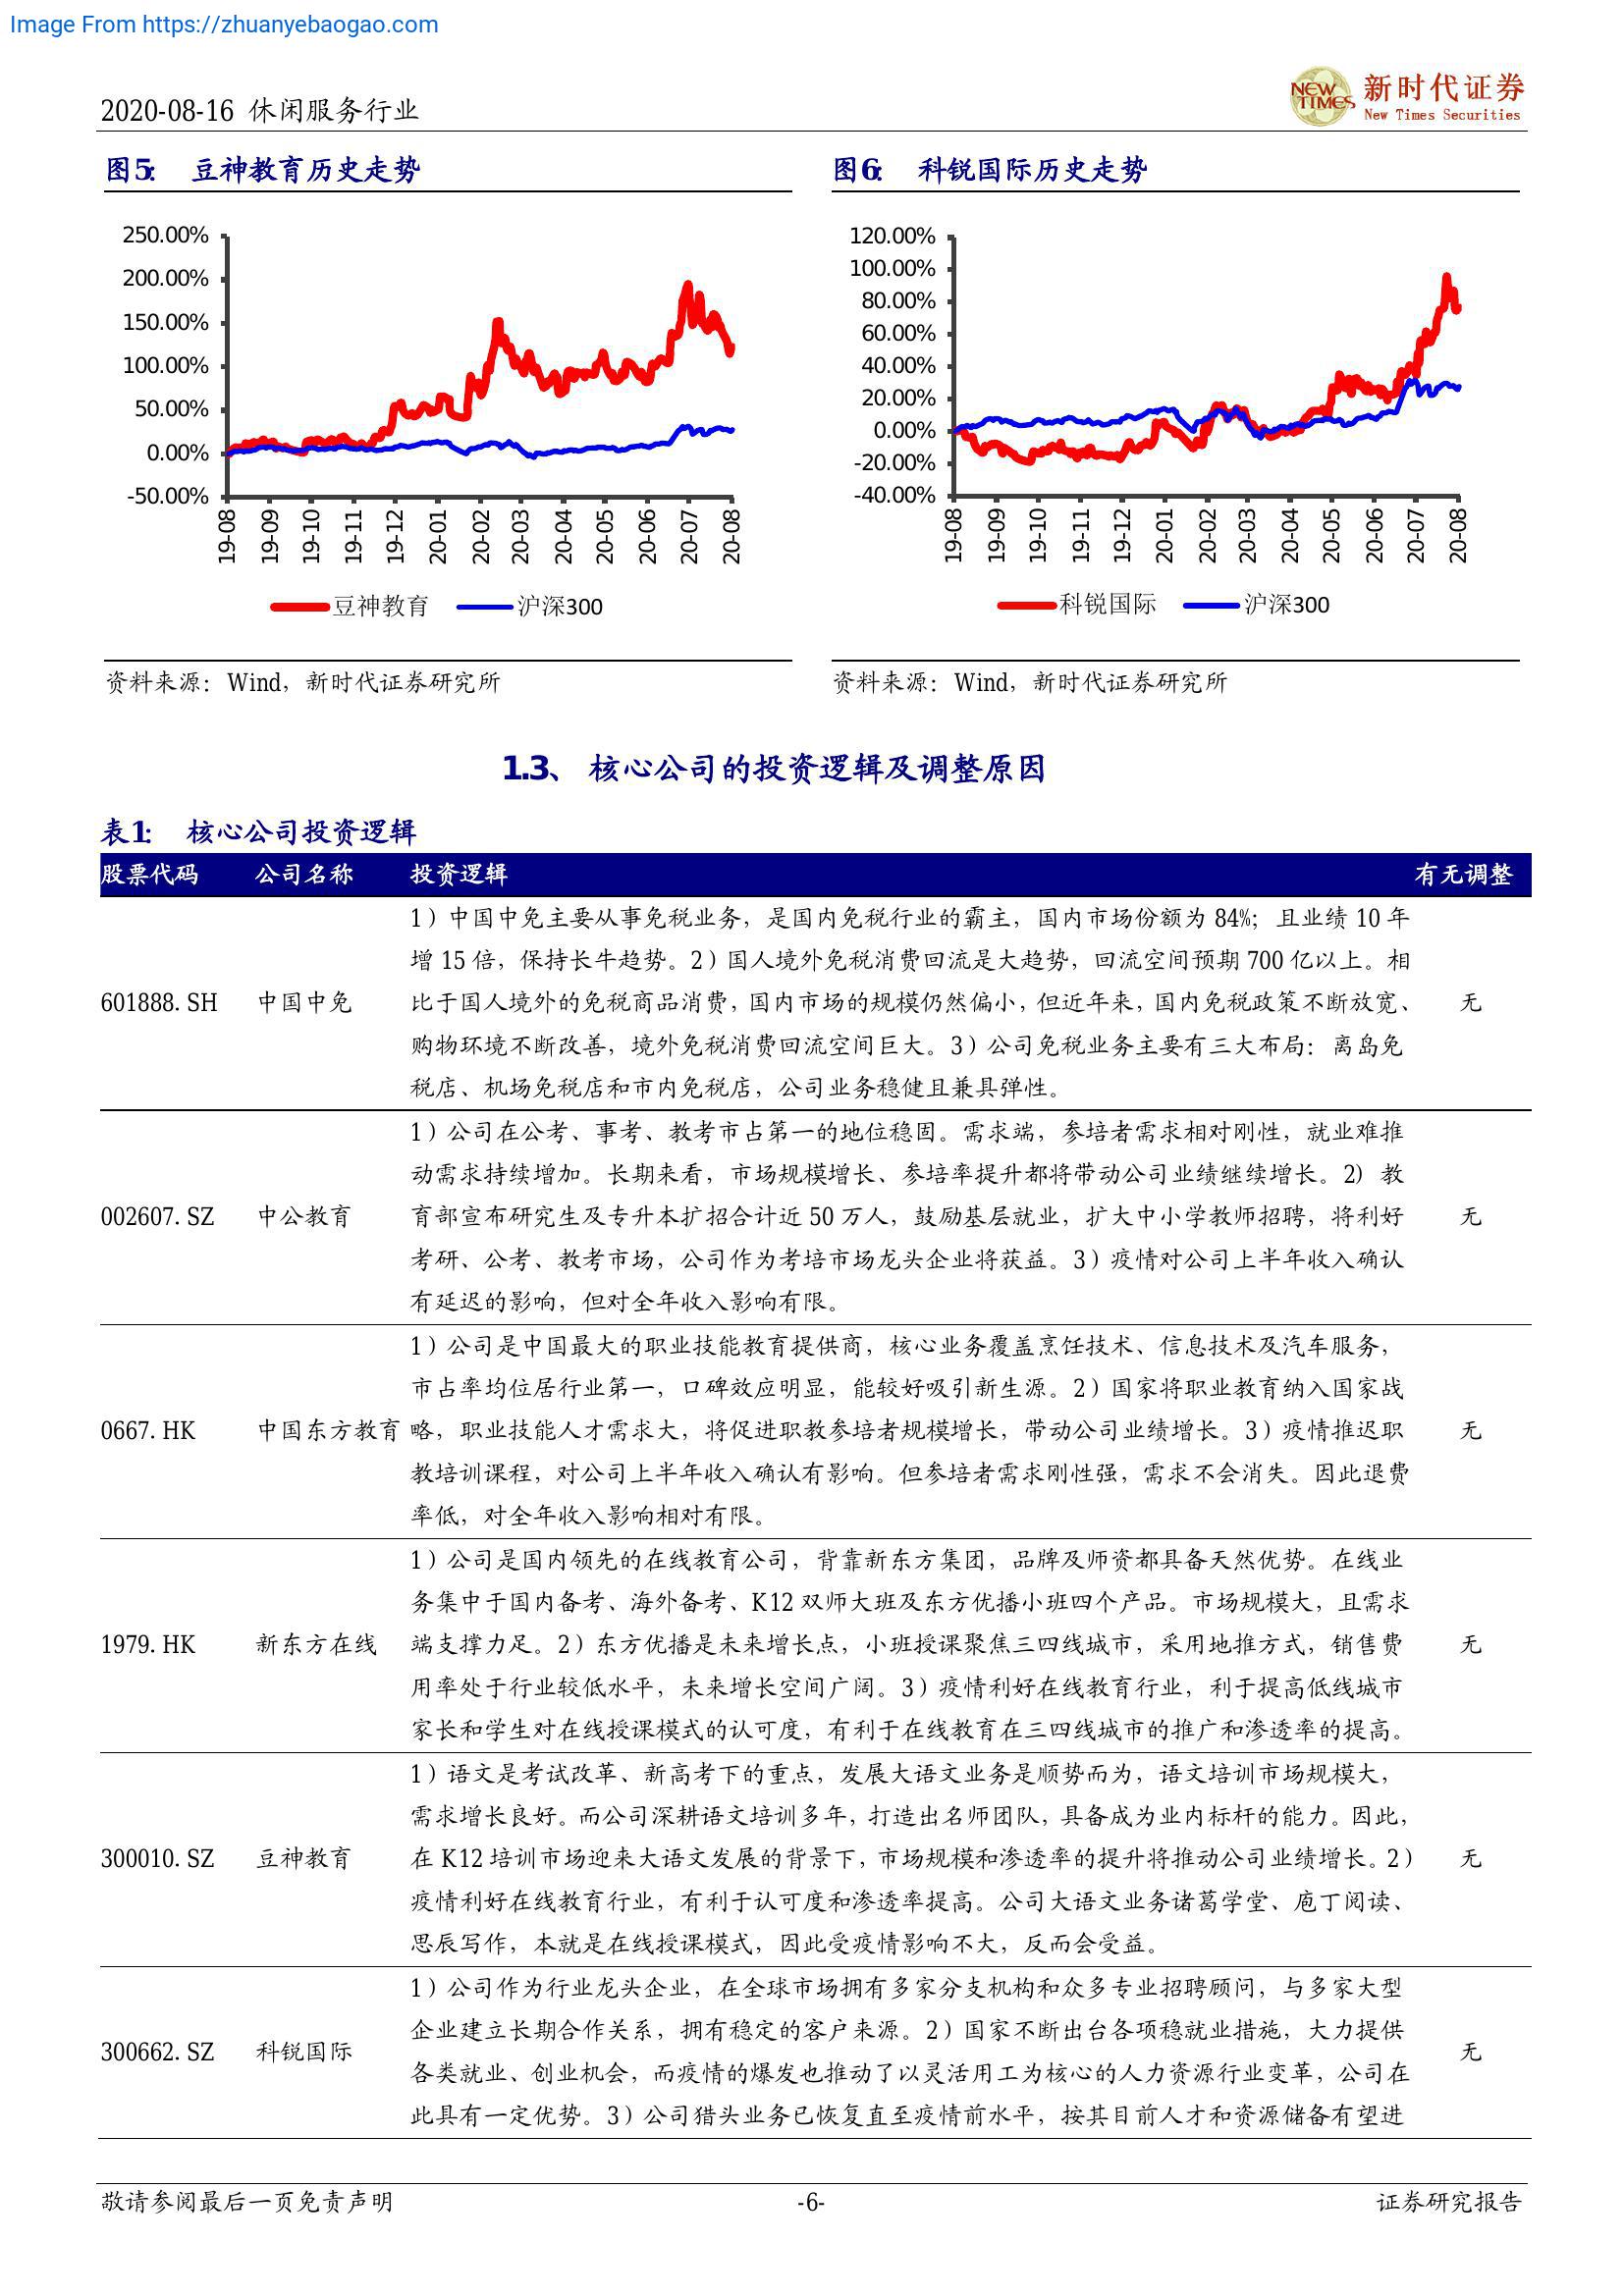 Image From https://zhuanyebaogao.com
2020-08-16 休闲服务行业
NEW TIMES
新时代证券
New Times Securities
图5： 豆神教育历史走势
250.00%
200.00%
150.00%
100.00%
50.00%
0.00%
-50.00%
19-08
19-09
19-10
19-11
19-12
20-01
20-02
20-03
20-04
20-05
20-06
20-07
20-08
豆神教育 沪深300
资料来源：Wind，新时代证券研究所
图6： 科锐国际历史走势
120.00%
100.00%
80.00%
60.00%
40.00%
20.00%
0.00%
-20.00%
-40.00%
19-08
19-09
19-10
19-11
19-12
20-01
20-02
20-03
20-04
20-05
20-06
20-07
20-08
科锐国际 沪深300
资料来源：Wind，新时代证券研究所
1.3、 核心公司的投资逻辑及调整原因
表1： 核心公司投资逻辑
股票代码 公司名称 投资逻辑 有无调整
601888.SH 中国中免 无
1）中国中免主要从事免税业务，是国内免税行业的霸主，国内市场份额为 84%；且业绩 10 年
增 15 倍，保持长牛趋势。2）国人境外免税消费回流是大趋势，回流空间预期 700 亿以上。相
比于国人境外的免税商品消费，国内市场的规模仍然偏小，但近年来，国内免税政策不断放宽、
购物环境不断改善，境外免税消费回流空间巨大。3）公司免税业务主要有三大布局：离岛免
税店、机场免税店和市内免税店，公司业务稳健且兼具弹性。
002607.SZ 中公教育 无
1）公司在公考、事考、教考市占第一的地位稳固。需求端，参培者需求相对刚性，就业难推
动需求持续增加。长期来看，市场规模增长、参培率提升都将带动公司业绩继续增长。2）教
育部宣布研究生及专升本扩招合计近 50 万人，鼓励基层就业，扩大中小学教师招聘，将利好
考研、公考、教考市场，公司作为考培市场龙头企业将获益。3）疫情对公司上半年收入确认
有延迟的影响，但对全年收入影响有限。
0667.HK 中国东方教育 无
1）公司是中国最大的职业技能教育提供商，核心业务覆盖烹饪技术、信息技术及汽车服务，
市占率均位居行业第一，口碑效应明显，能较好吸引新生源。2）国家将职业教育纳入国家战
略，职业技能人才需求大，将促进职教参培者规模增长，带动公司业绩增长。3）疫情推迟职
教培训课程，对公司上半年收入确认有影响。但参培者需求刚性强，需求不会消失。因此退费
率低，对全年收入影响相对有限。
1979.HK 新东方在线 无
1）公司是国内领先的在线教育公司，背靠新东方集团，品牌及师资都具备天然优势。在线业
务集中于国内备考、海外备考、K12 双师大班及东方优播小班四个产品。市场规模大，且需求
端支撑力足。2）东方优播是未来增长点，小班授课聚焦三四线城市，采用地推方式，销售费
用率处于行业较低水平，未来增长空间广阔。3）疫情利好在线教育行业，利于提高低线城市
家长和学生对在线授课模式的认可度，有利于在线教育在三四线城市的推广和渗透率的提高。
300010.SZ 豆神教育 无
1）语文是考试改革、新高考下的重点，发展大语文业务是顺势而为，语文培训市场规模大，
需求增长良好。而公司深耕语文培训多年，打造出名师团队，具备成为业内标杆的能力。因此，
在 K12 培训市场迎来大语文发展的背景下，市场规模和渗透率的提升将推动公司业绩增长。2）
疫情利好在线教育行业，有利于认可度和渗透率提高。公司大语文业务诸葛学堂、庖丁阅读、
思辰写作，本就是在线授课模式，因此受疫情影响不大，反而会受益。
300662.SZ 科锐国际 无
1）公司作为行业龙头企业，在全球市场拥有多家分支机构和众多专业招聘顾问，与多家大型
企业建立长期合作关系，拥有稳定的客户来源。2）国家不断出台各项稳就业措施，大力提供
各类就业、创业机会，而疫情的爆发也推动了以灵活用工为核心的人力资源行业变革，公司在
此具有一定优势。3）公司猎头业务已恢复直至疫情前水平，按其目前人才和资源储备有望进
敬请参阅最后一页免责声明 -6- 证券研究报告